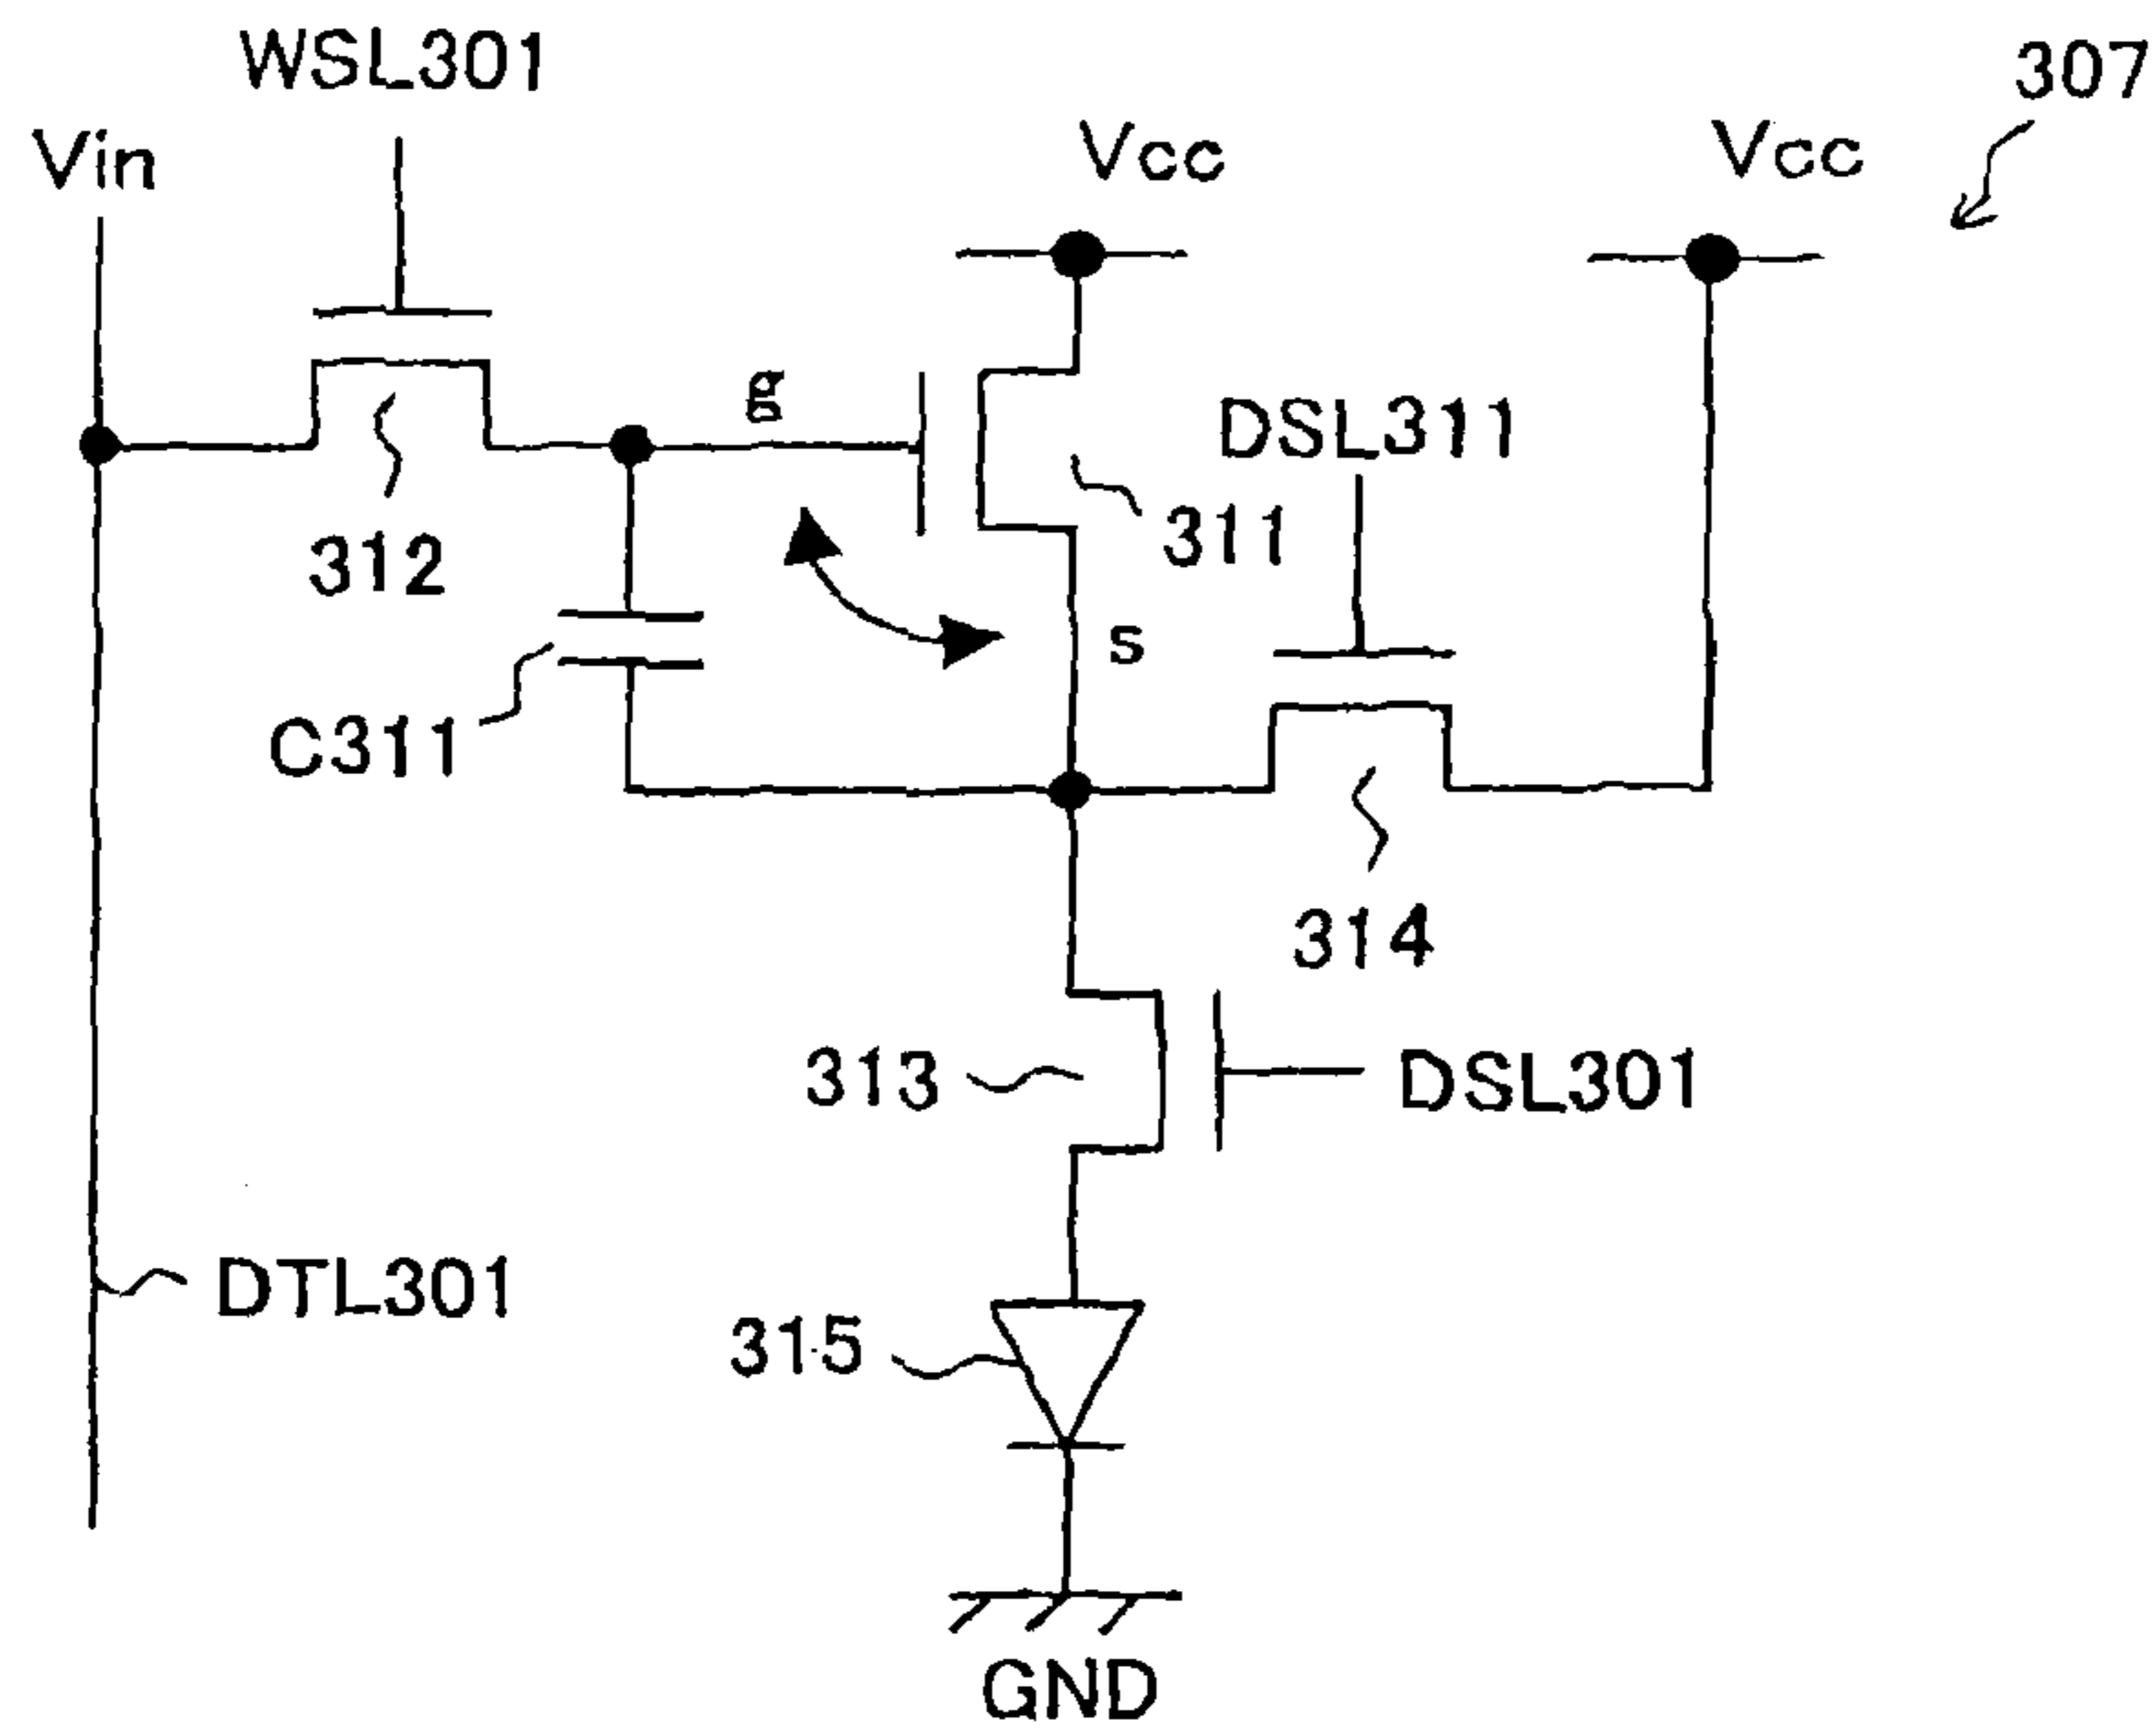 WSL301
307
Vin
Vcc
Vcc
g
DSL311
311
312
s
C311
314
313
DSL301
DTL301
315
GND